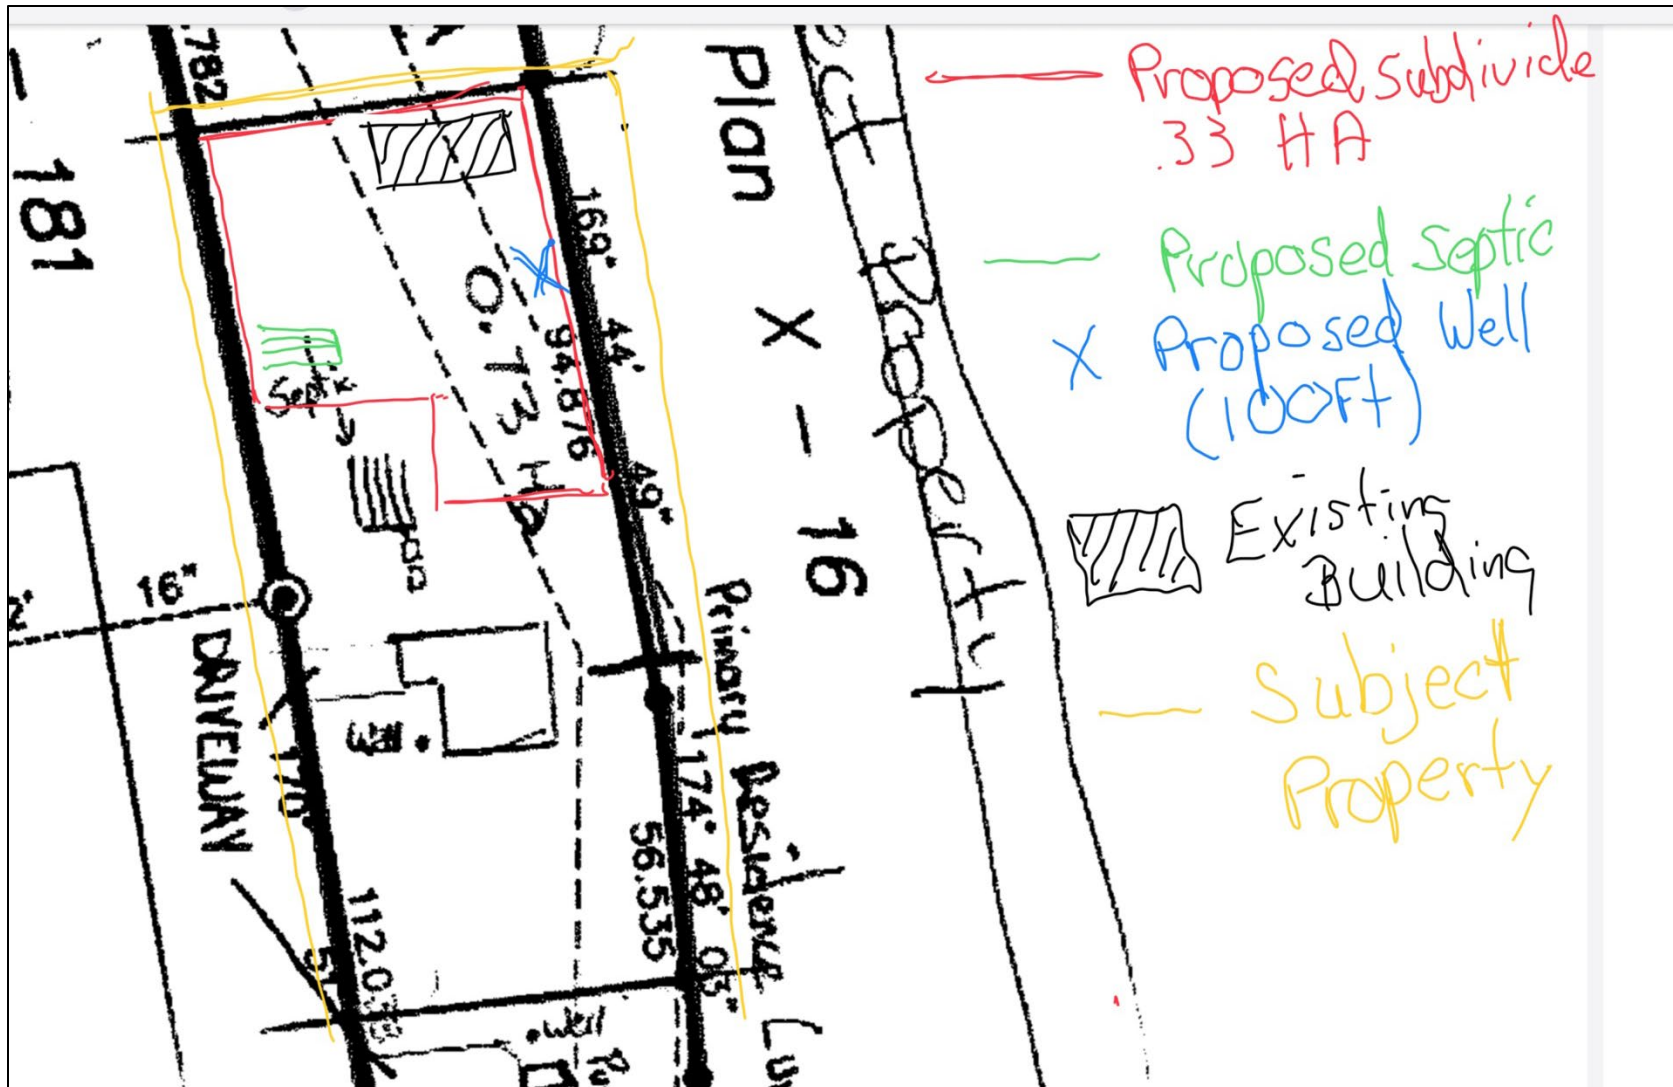 782
181
Plan X - 16
Property
169° 44' 49"
94.876
0.73 Ha
Septic
16"
DRIVEWAY
170°
112.0
51
174° 48' 03"
56.535
Primary Residence
Well
Proposed subdivide
.33 HA
Proposed Septic
X Proposed Well
(100Ft)
Existing
Building
Subject
Property